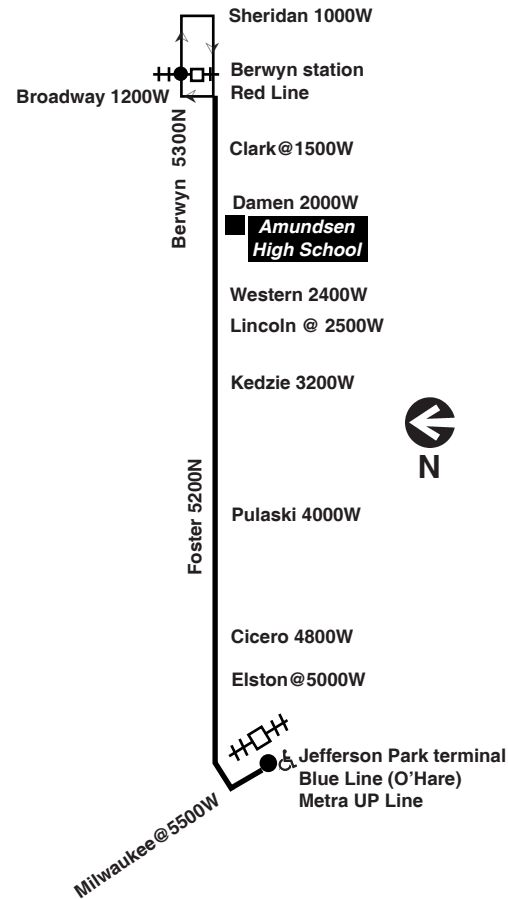 Sheridan 1000W
Berwyn station
Red Line
Broadway 1200W
Berwyn 5300N
Clark@1500W
Damen 2000W
Amundsen
High School
Western 2400W
Lincoln @ 2500W
Kedzie 3200W
N
Foster 5200N
Pulaski 4000W
Cicero 4800W
Elston@5000W
Jefferson Park terminal
Blue Line (O'Hare)
Metra UP Line
Milwaukee@5500W